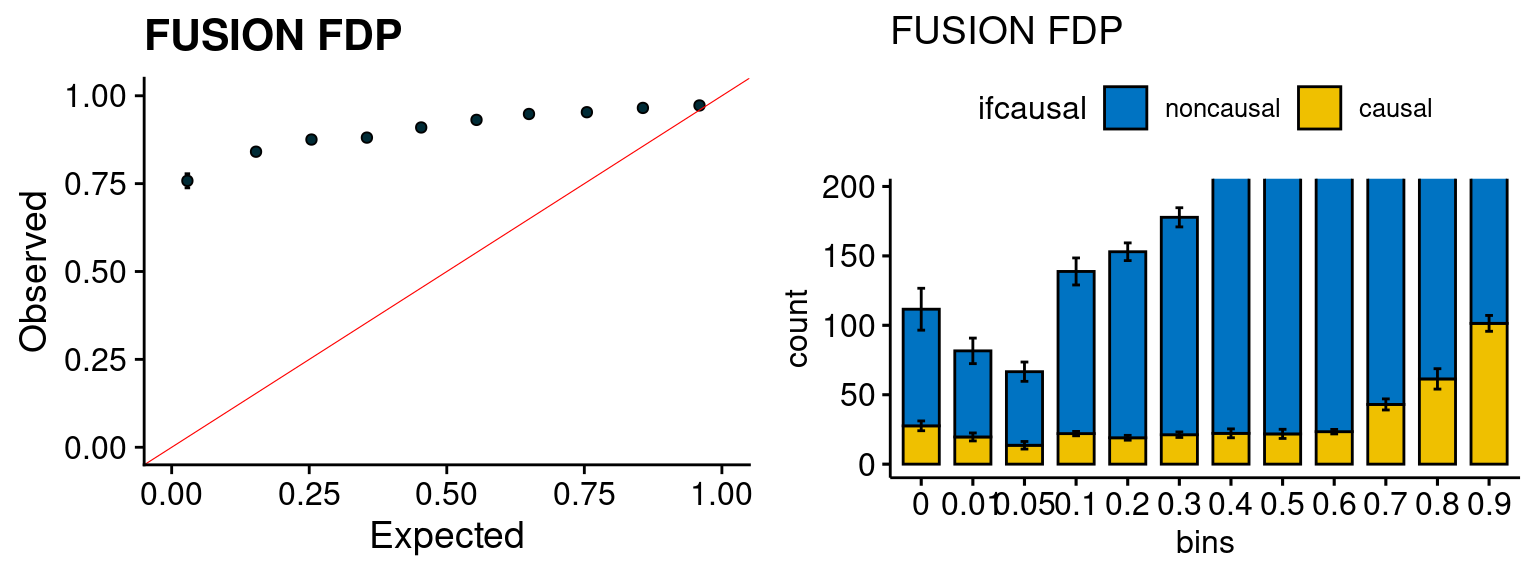 FUSION FDP
1.00
0.75
0.50
0.25
0.00
Observed
0.00 0.25 0.50 0.75 1.00
Expected
FUSION FDP
ifcausal noncausal causal
200
150
100
50
0
count
0 0.01 0.05 0.1 0.2 0.3 0.4 0.5 0.6 0.7 0.8 0.9
bins